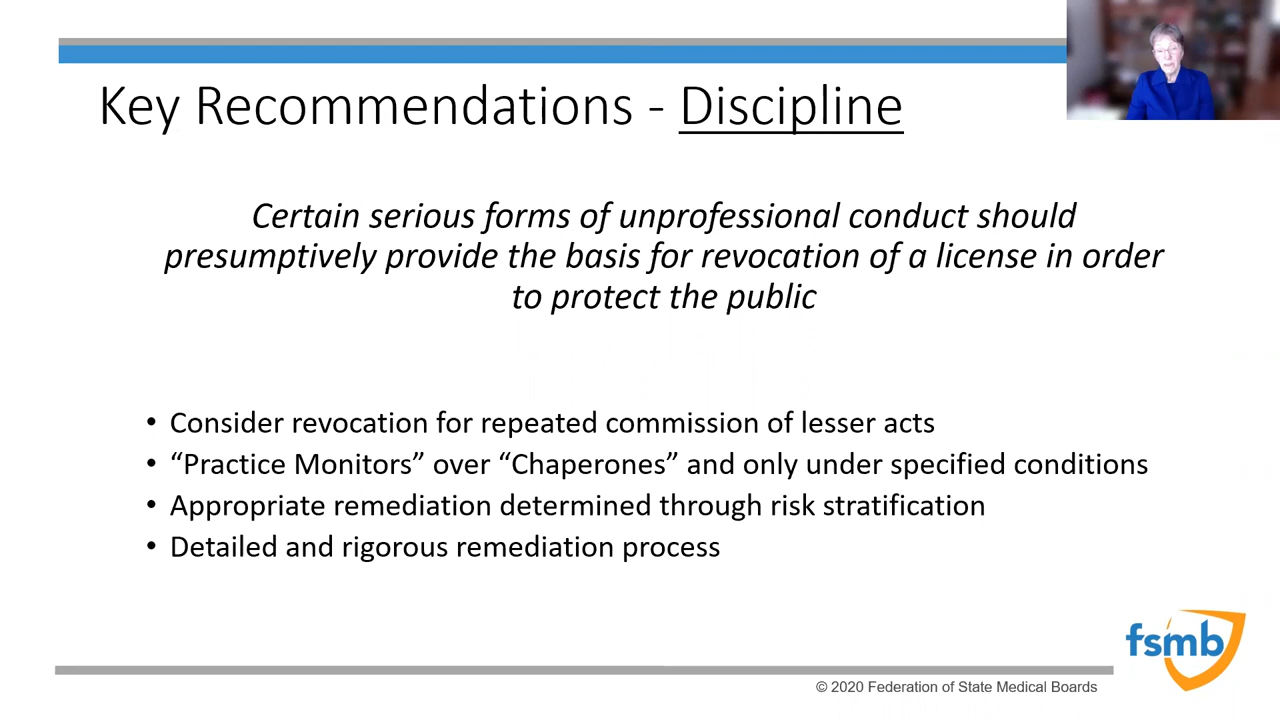 Key Recommendations - Discipline
Certain serious forms of unprofessional conduct should
presumptively provide the basis for revocation of a license in order
to protect the public
• Consider revocation for repeated commission of lesser acts
• “Practice Monitors” over “Chaperones” and only under specified conditions
• Appropriate remediation determined through risk stratification
• Detailed and rigorous remediation process
fsmb
© 2020 Federation of State Medical Boards